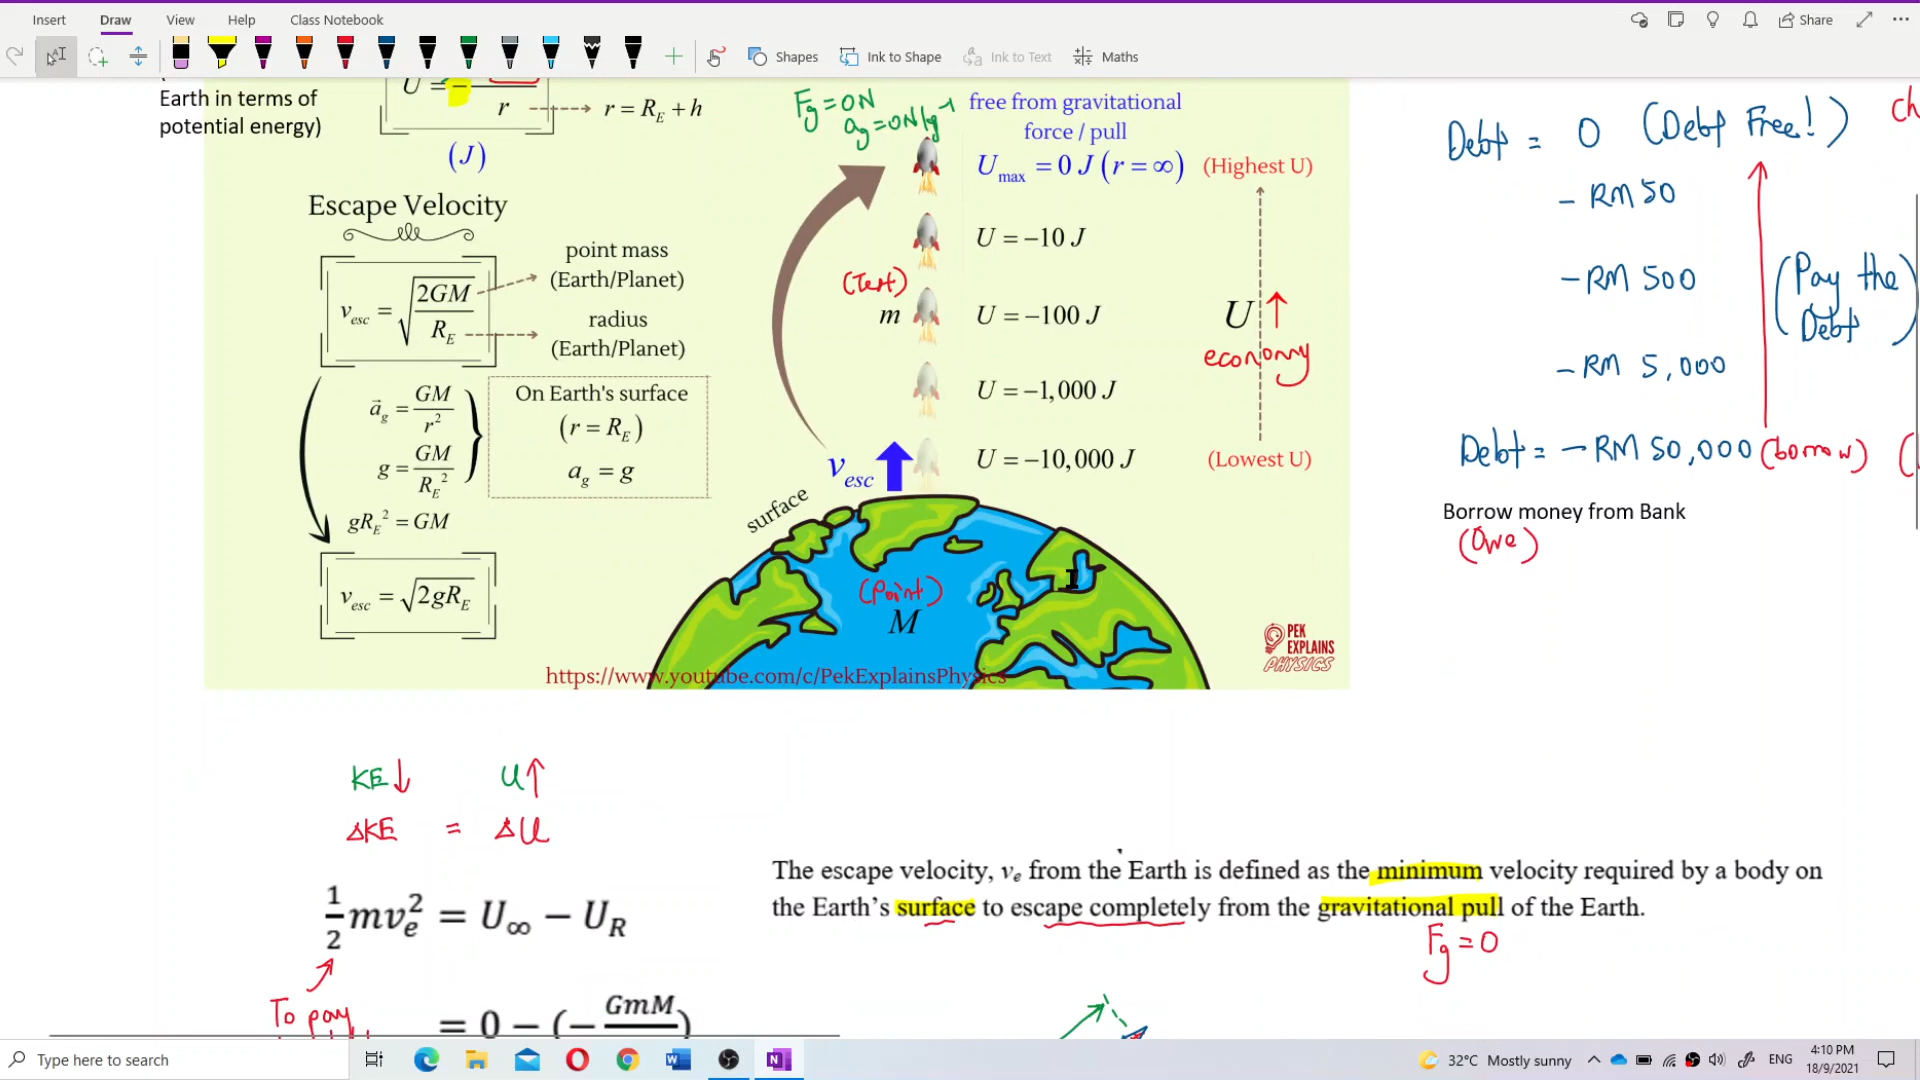 Insert Draw View Help Class Notebook Share
Shapes Ink to Shape Ink to Text Maths
Earth in terms of
potential energy)
U = −
r r = R_E + h
(J)
Escape Velocity
v_esc = √(2GM / R_E)
point mass
(Earth/Planet)
radius
(Earth/Planet)
a⃗_g = GM / r²
g = GM / R_E²
gR_E² = GM
v_esc = √(2gR_E)
On Earth's surface
(r = R_E)
a_g = g
Fg = 0N
ag = 0N kg⁻¹
free from gravitational
force / pull
U_max = 0 J (r = ∞) (Highest U)
U = −10 J
(Test)
m U = −100 J
U ↑
economy
U = −1,000 J
v_esc U = −10,000 J (Lowest U)
surface
(Point)
M
PEK
EXPLAINS
PHYSICS
https://www.youtube.com/c/PekExplainsPhysics
Debt = 0 (Debt Free!)
− RM 50
− RM 500
(Pay the
Debt)
− RM 5,000
Debt = − RM 50,000 (borrow)
Borrow money from Bank
(Owe)
KE↓ U↑
ΔKE = ΔU
½mv_e² = U_∞ − U_R
To pay
= 0 − (− GmM
The escape velocity, v_e from the Earth is defined as the minimum velocity required by a body on
the Earth's surface to escape completely from the gravitational pull of the Earth.
Fg = 0
Type here to search
32°C Mostly sunny ENG 4:10 PM
18/9/2021